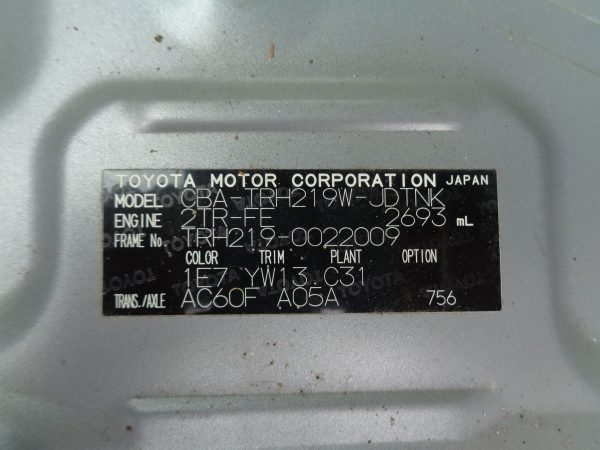 TOYOTA MOTOR CORPORATION JAPAN
MODEL CBA-TRH219W-JDTNK
ENGINE 2TR-FE 2693 mL
FRAME No. TRH219-0022009
COLOR TRIM PLANT OPTION
1E7 YW13 C31
TRANS./AXLE AC60F A05A 756